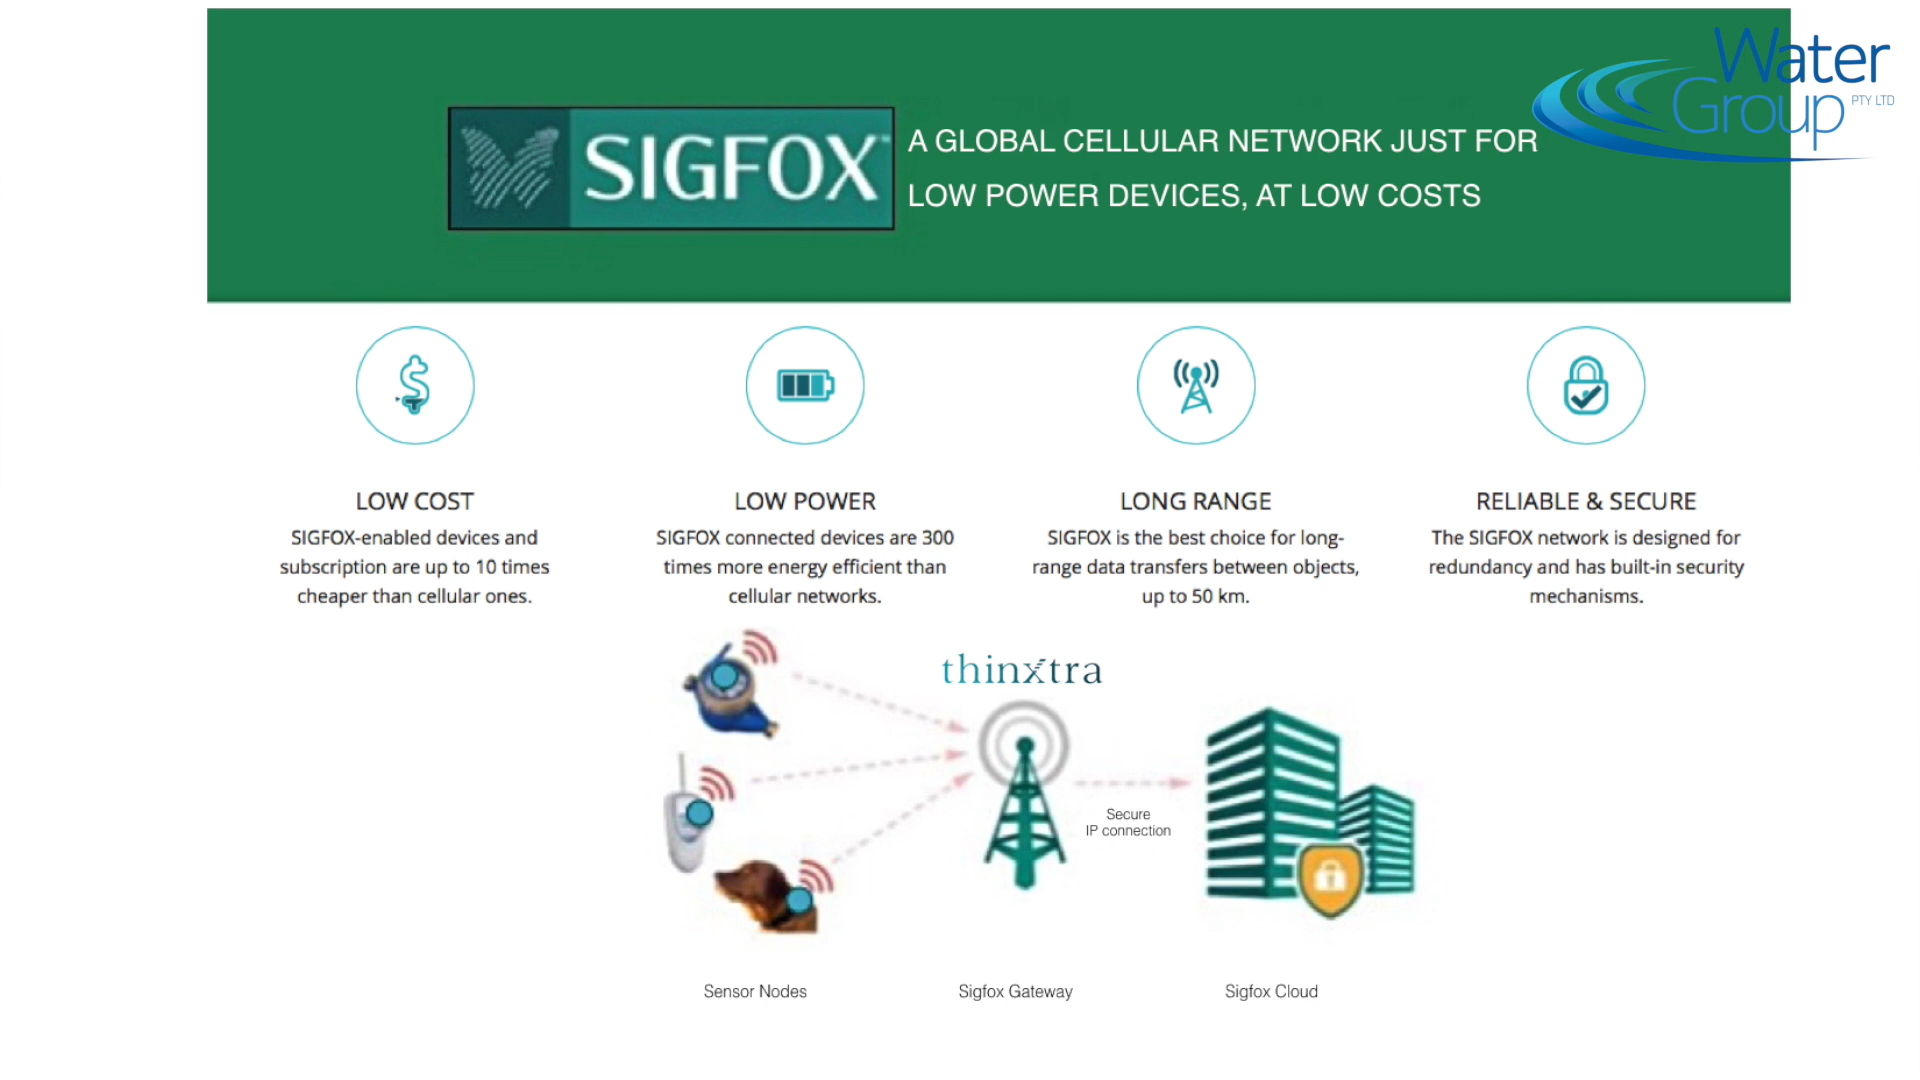 Water
Group PTY LTD
SIGFOX™
A GLOBAL CELLULAR NETWORK JUST FOR
LOW POWER DEVICES, AT LOW COSTS
LOW COST
SIGFOX-enabled devices and
subscription are up to 10 times
cheaper than cellular ones.
LOW POWER
SIGFOX connected devices are 300
times more energy efficient than
cellular networks.
LONG RANGE
SIGFOX is the best choice for long-
range data transfers between objects,
up to 50 km.
RELIABLE & SECURE
The SIGFOX network is designed for
redundancy and has built-in security
mechanisms.
thinxtra
Secure
IP connection
Sensor Nodes
Sigfox Gateway
Sigfox Cloud